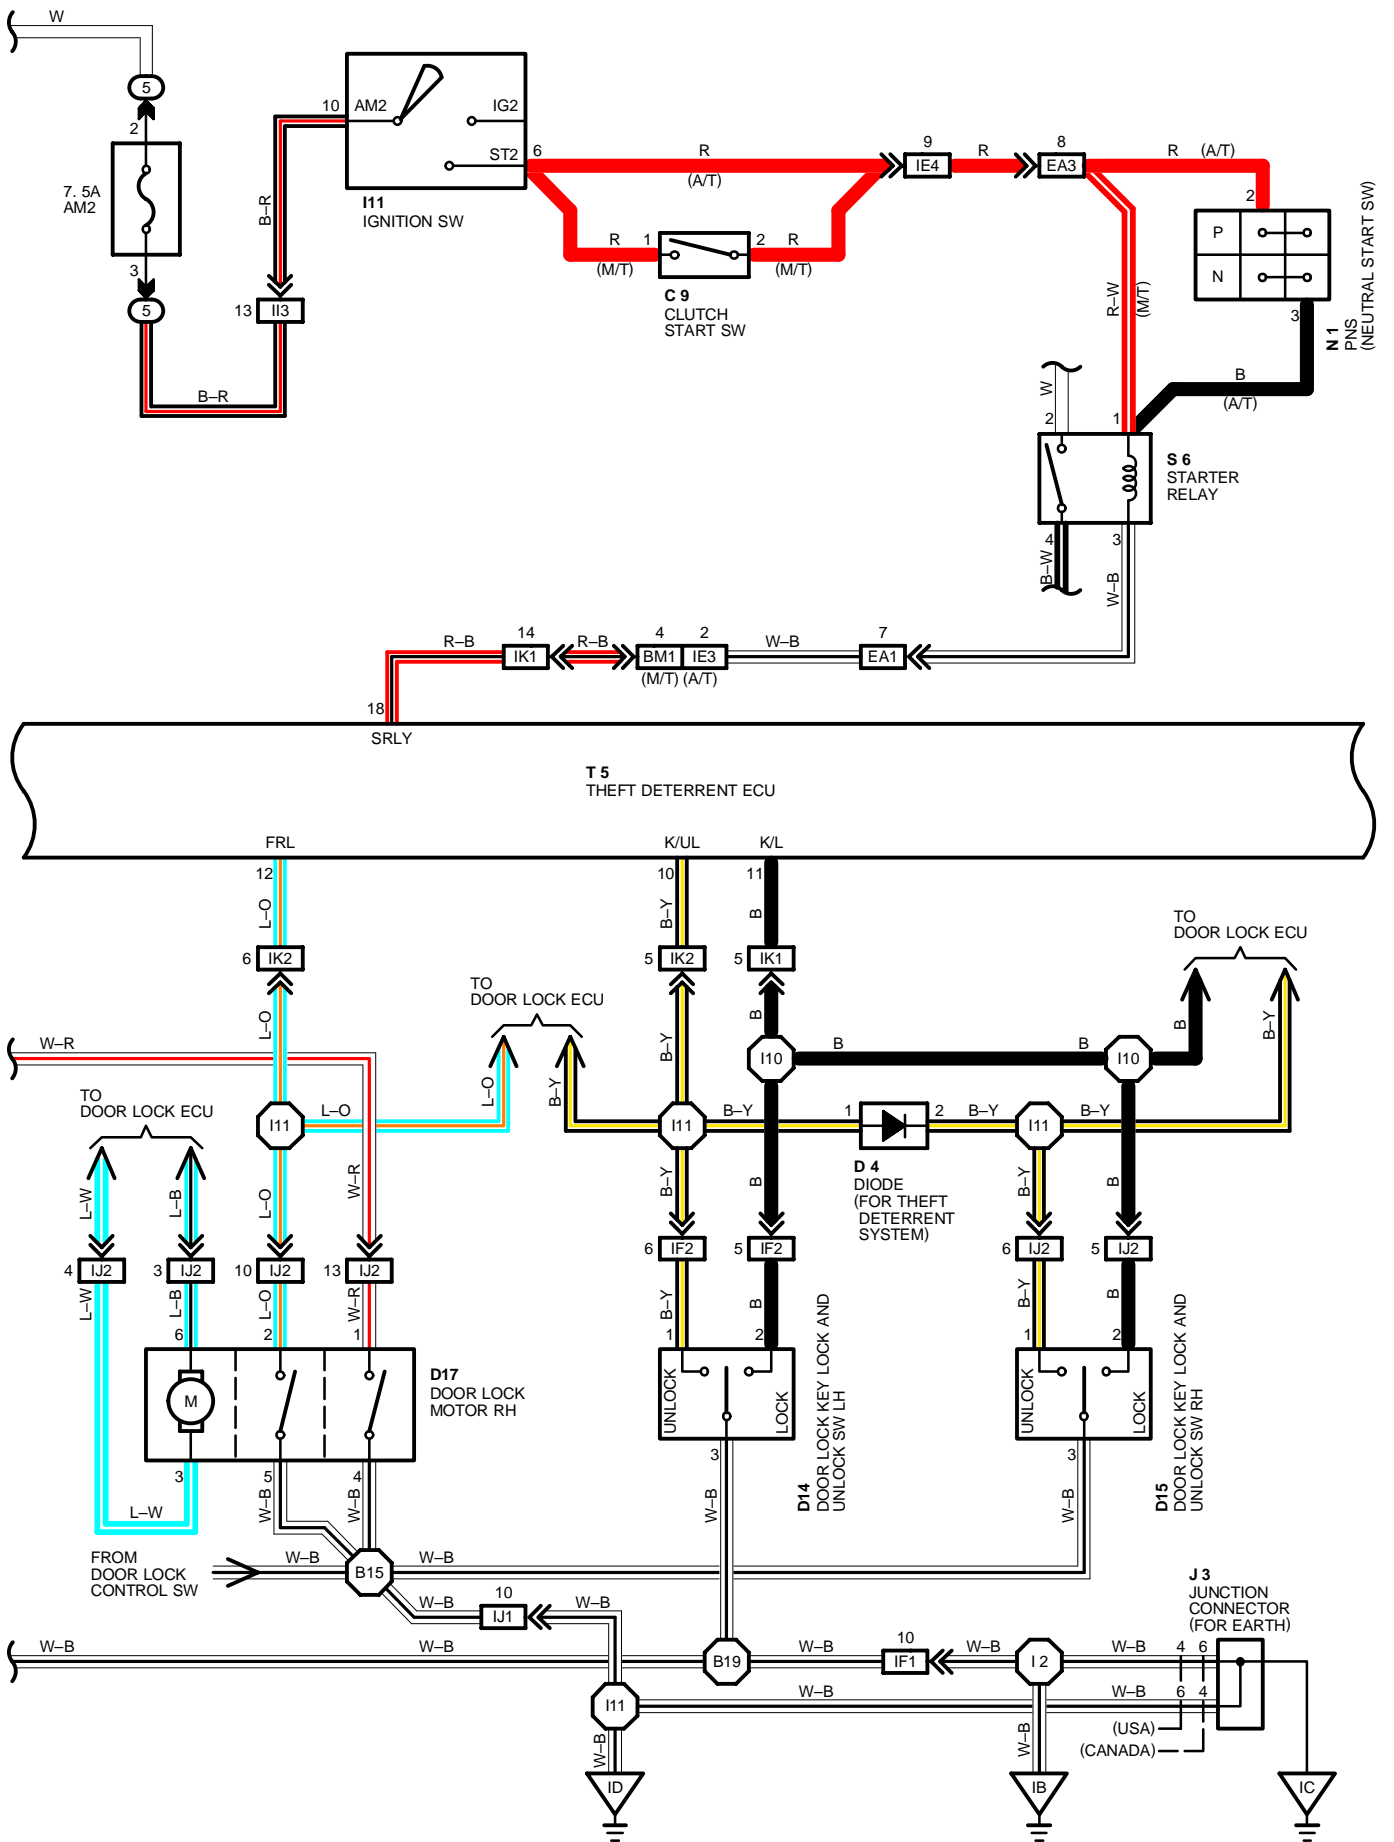 W
5
2
7. 5A
AM2
3
5
B–R
13 II3
B–R
10 AM2
IG2
ST2
6
I11
IGNITION SW
R
(A/T)
R
(M/T)
1
2
R
(M/T)
C 9
CLUTCH
START SW
9
IE4
R
8
EA3
R (A/T)
2
P
N
3
N 1
PNS
(NEUTRAL START SW)
R–W
(M/T)
B
(A/T)
W
2
1
S 6
STARTER
RELAY
4
3
B–W
W–B
R–B
14
IK1
R–B
4
BM1
2
IE3
(M/T) (A/T)
W–B
7
EA1
18
SRLY
T 5
THEFT DETERRENT ECU
FRL
K/UL
K/L
12
10
11
L–O
B–Y
B
6 IK2
5 IK2
5 IK1
TO
DOOR LOCK ECU
TO
DOOR LOCK ECU
L–O
B–Y
B
W–R
I10
B
B
I10
B
B–Y
L–O
B–Y
TO
DOOR LOCK ECU
I11
L–O
I11
B–Y
1
2
B–Y
I11
B–Y
D 4
DIODE
(FOR THEFT
DETERRENT
SYSTEM)
L–W
L–B
L–O
W–R
B–Y
B
B–Y
B
6 IF2
5 IF2
6 IJ2
5 IJ2
4 IJ2
3 IJ2
10 IJ2
13 IJ2
L–W
L–B
L–O
W–R
B–Y
B
B–Y
B
6
2
1
1
2
1
2
M
D17
DOOR LOCK
MOTOR RH
UNLOCK
LOCK
UNLOCK
LOCK
3
5
4
3
3
D14
DOOR LOCK KEY LOCK AND
UNLOCK SW LH
D15
DOOR LOCK KEY LOCK AND
UNLOCK SW RH
L–W
W–B
W–B
W–B
W–B
FROM
DOOR LOCK
CONTROL SW
W–B
B15
W–B
10
IJ1
W–B
W–B
J 3
JUNCTION
CONNECTOR
(FOR EARTH)
W–B
W–B
B19
W–B
10
IF1
W–B
I 2
W–B
4 6
I11
W–B
W–B
6 4
(USA)
(CANADA)
W–B
W–B
ID
IB
IC